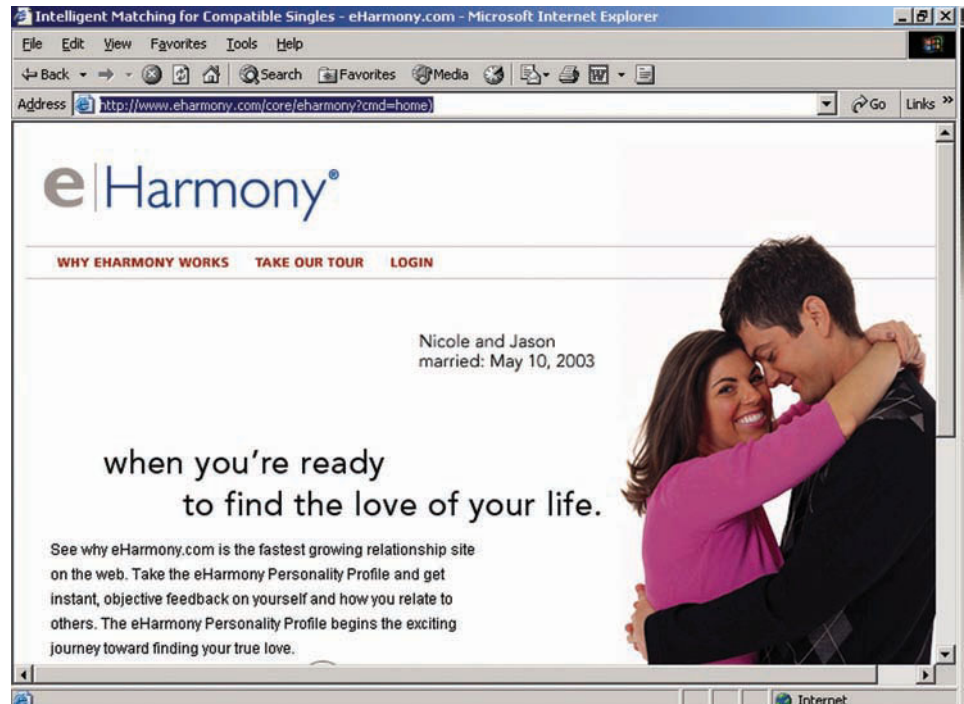 Intelligent Matching for Compatible Singles - eHarmony.com - Microsoft Internet Explorer
File Edit View Favorites Tools Help
Back Search Favorites Media
Address http://www.eharmony.com/core/eharmony?cmd=home) Go Links »
e|Harmony®
WHY EHARMONY WORKS TAKE OUR TOUR LOGIN
Nicole and Jason
married: May 10, 2003
when you're ready
to find the love of your life.
See why eHarmony.com is the fastest growing relationship site
on the web. Take the eHarmony Personality Profile and get
instant, objective feedback on yourself and how you relate to
others. The eHarmony Personality Profile begins the exciting
journey toward finding your true love.
Internet